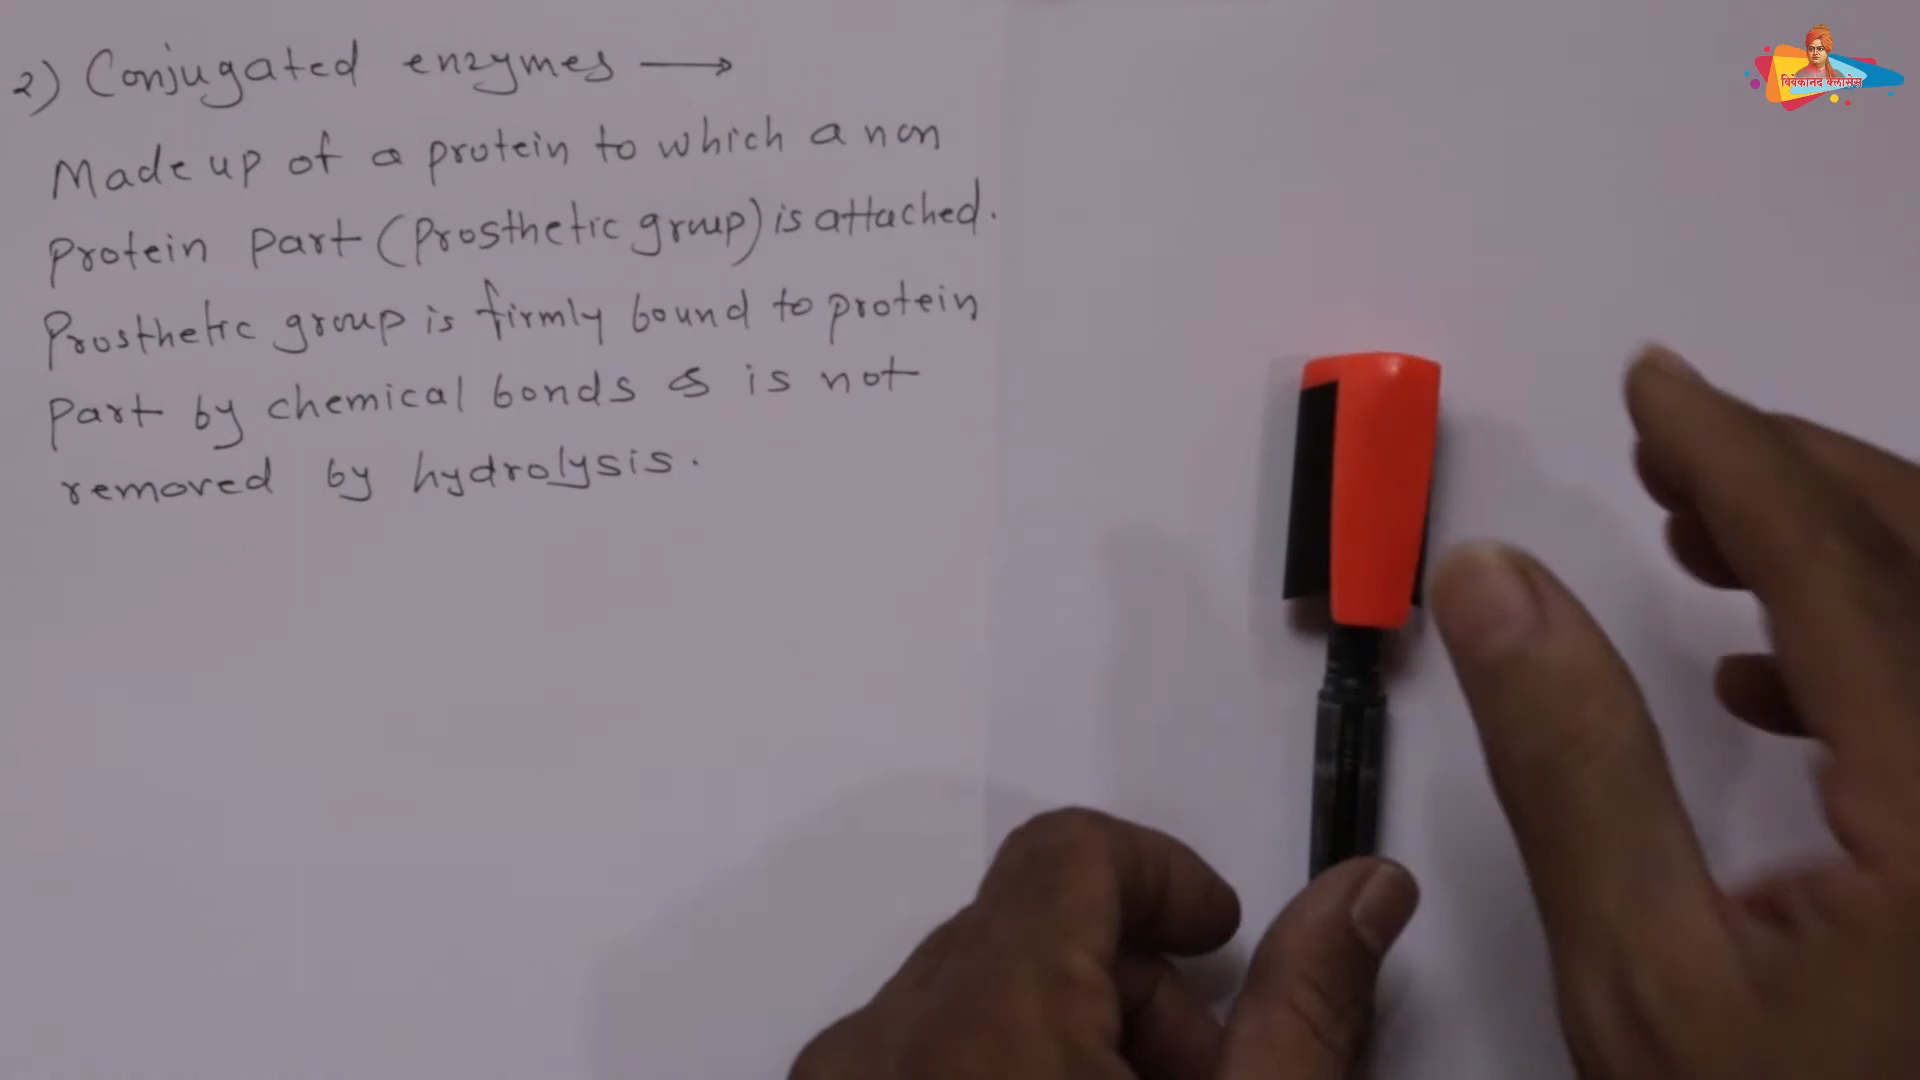 2) Conjugated enzymes →
Made up of a protein to which a non
protein part (Prosthetic group) is attached.
Prosthetic group is firmly bound to protein
part by chemical bonds & is not
removed by hydrolysis.
विवेकानंद क्लासेस